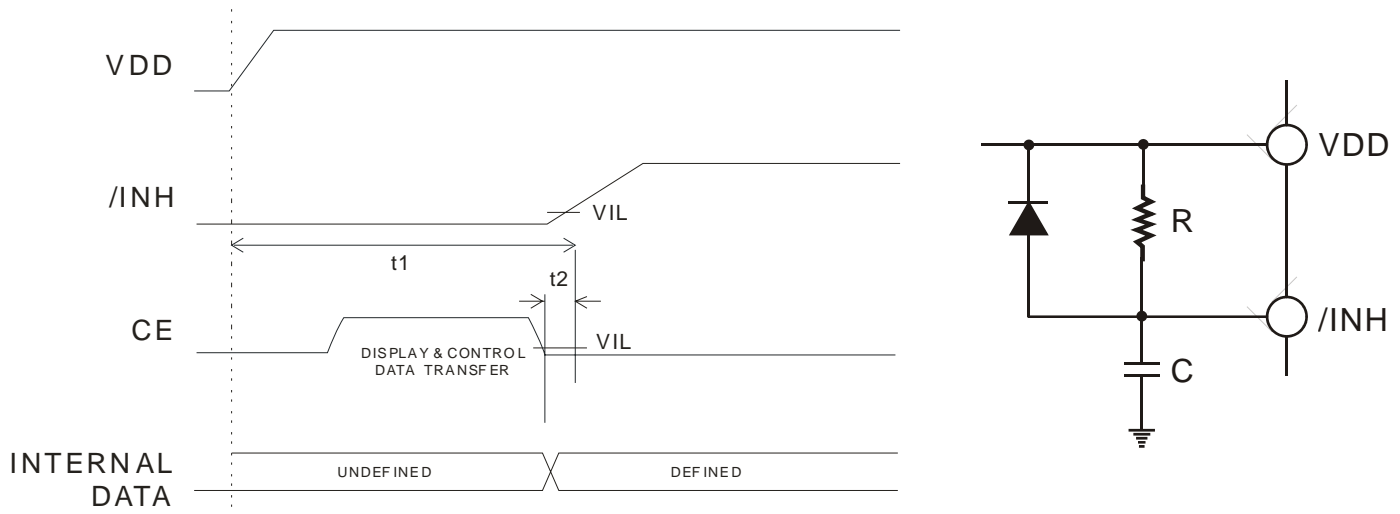 VDD
/INH
VIL
t1
t2
CE
VIL
DISPLAY & CONTROL
DATA TRANSFER
INTERNAL
DATA
UNDEFINED
DEFINED
VDD
R
/INH
C